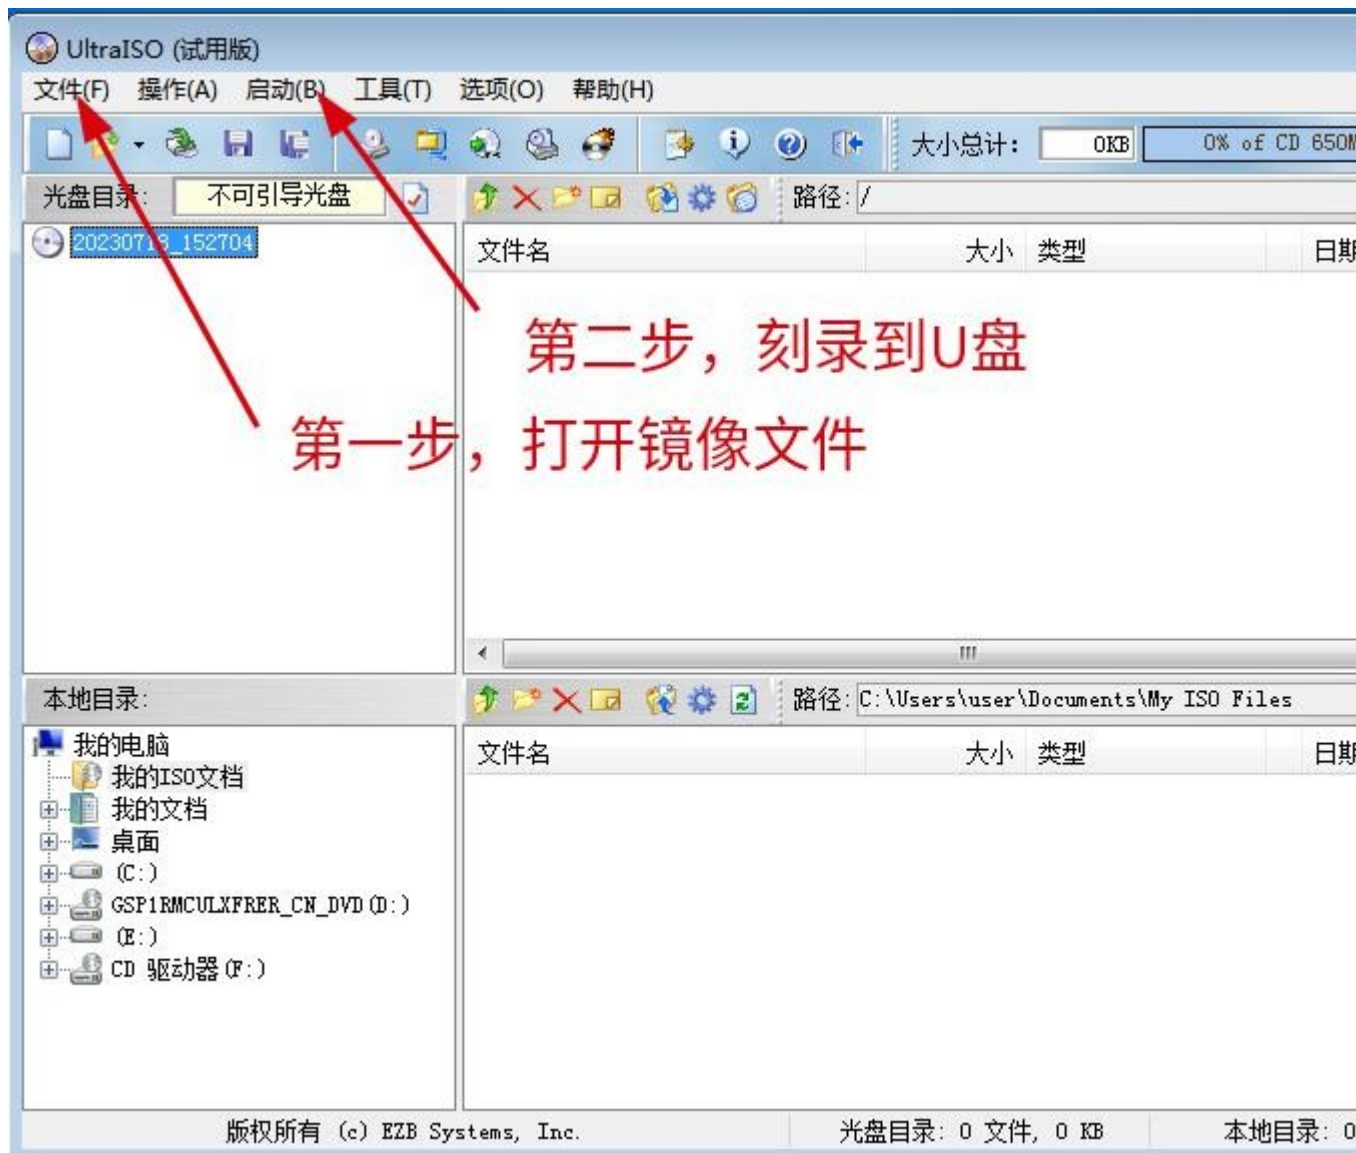 UltraISO (试用版)
文件(F) 操作(A) 启动(B) 工具(T) 选项(O) 帮助(H)
大小总计: 0KB 0% of CD 650M
光盘目录: 不可引导光盘 路径: /
20230718_152704
文件名 大小 类型 日期
第二步，刻录到U盘
第一步，打开镜像文件
本地目录: 路径: C:\Users\user\Documents\My ISO Files
我的电脑
文件名 大小 类型 日期
我的ISO文档
我的文档
桌面
(C:)
GSP1RMCULXFRER_CN_DVD(D:)
(E:)
CD 驱动器(F:)
版权所有 (c) EZB Systems, Inc. 光盘目录: 0 文件, 0 KB 本地目录: 0